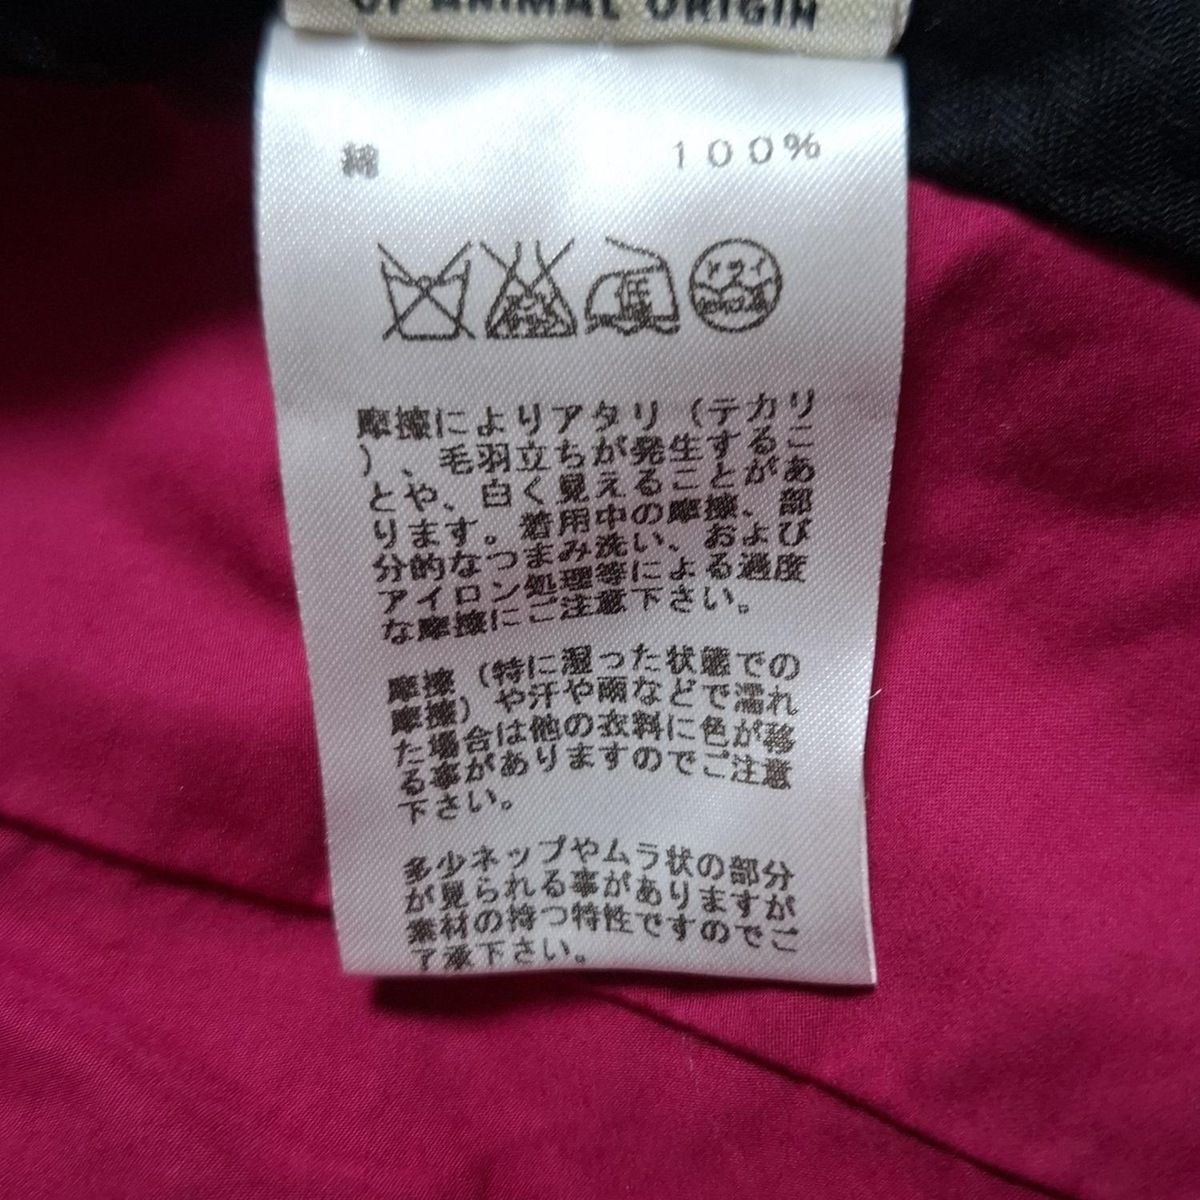 OF ANIMAL ORIGIN
綿 100%
低 ドライ
摩擦によりアタリ（テカリ
）、毛羽立ちが発生するこ
とや、白く見えることがあ
ります。着用中の摩擦、部
分的なつまみ洗い、および
アイロン処理等による過度
な摩擦にご注意下さい。
摩擦（特に湿った状態での
摩擦）や汗や雨などで濡れ
た場合は他の衣料に色が移
る事がありますのでご注意
下さい。
多少ネップやムラ状の部分
が見られる事がありますが
素材の持つ特性ですのでご
了承下さい。